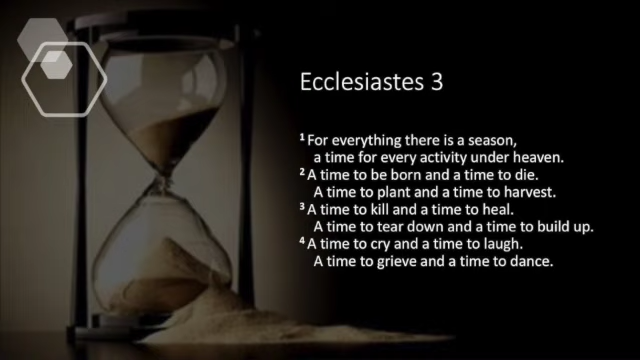 Ecclesiastes 3
¹ For everything there is a season,
a time for every activity under heaven.
² A time to be born and a time to die.
A time to plant and a time to harvest.
³ A time to kill and a time to heal.
A time to tear down and a time to build up.
⁴ A time to cry and a time to laugh.
A time to grieve and a time to dance.